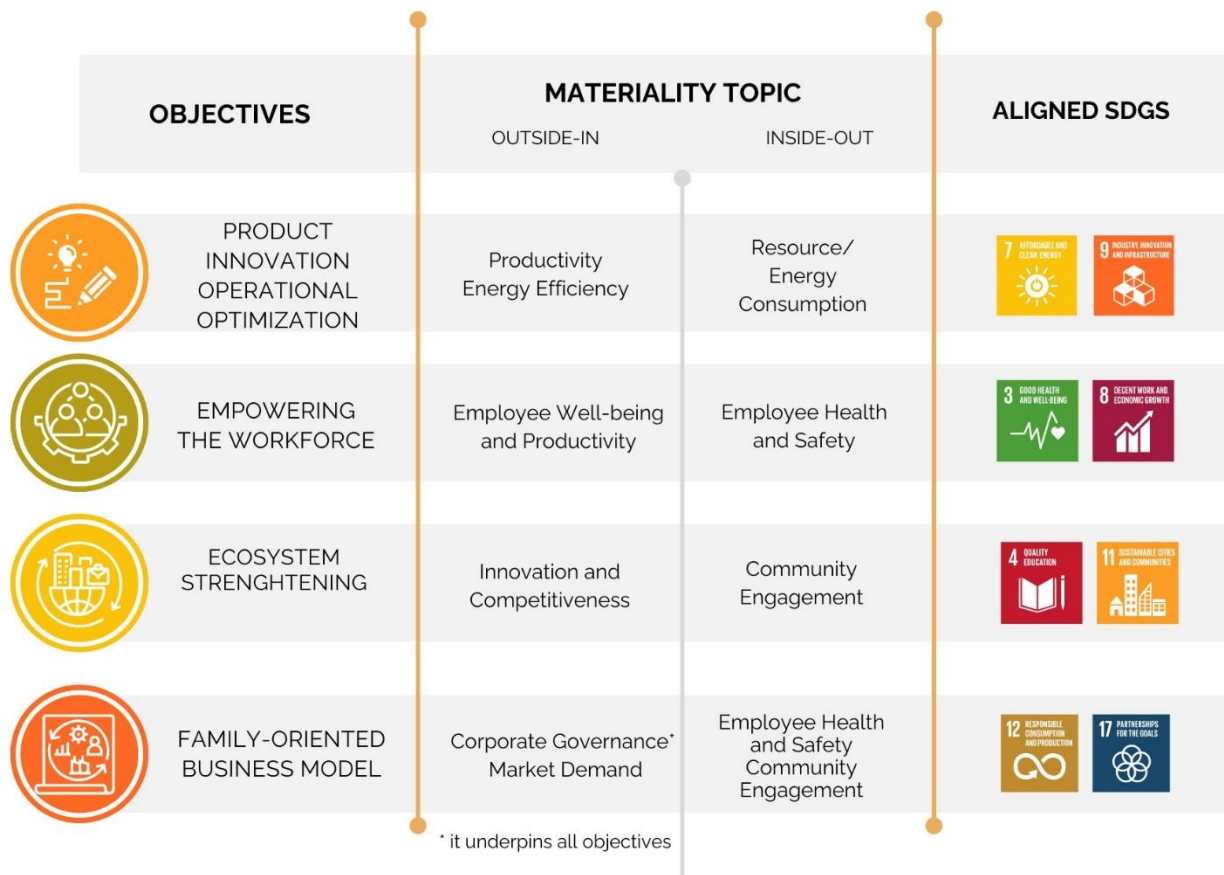 OBJECTIVES
MATERIALITY TOPIC
OUTSIDE-IN
INSIDE-OUT
ALIGNED SDGS
PRODUCT
INNOVATION
OPERATIONAL
OPTIMIZATION
Productivity
Energy Efficiency
Resource/
Energy
Consumption
7 AFFORDABLE AND
CLEAN ENERGY
9 INDUSTRY, INNOVATION
AND INFRASTRUCTURE
EMPOWERING
THE WORKFORCE
Employee Well-being
and Productivity
Employee Health
and Safety
3 GOOD HEALTH
AND WELL-BEING
8 DECENT WORK AND
ECONOMIC GROWTH
ECOSYSTEM
STRENGHTENING
Innovation and
Competitiveness
Community
Engagement
4 QUALITY
EDUCATION
11 SUSTAINABLE CITIES
AND COMMUNITIES
FAMILY-ORIENTED
BUSINESS MODEL
Corporate Governance*
Market Demand
Employee Health
and Safety
Community
Engagement
12 RESPONSIBLE
CONSUMPTION
AND PRODUCTION
17 PARTNERSHIPS
FOR THE GOALS
* it underpins all objectives